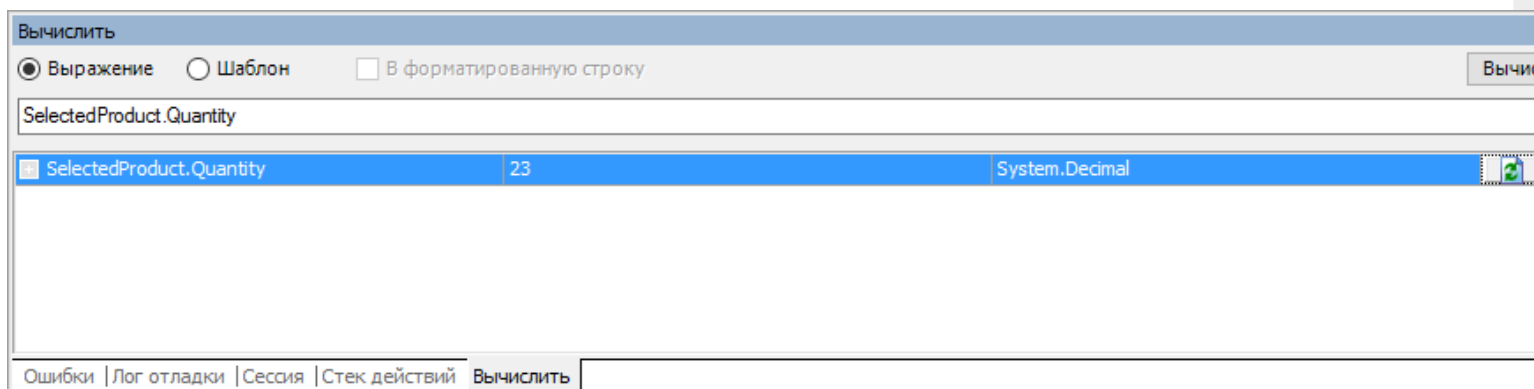 Вычислить
Выражение Шаблон В форматированную строку Вычис
SelectedProduct.Quantity
SelectedProduct.Quantity 23 System.Decimal
Ошибки |Лог отладки |Сессия |Стек действий Вычислить